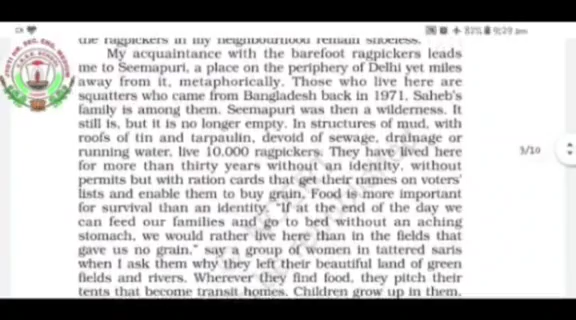 the ragpickers in my neighbourhood remain shoeless.
My acquaintance with the barefoot ragpickers leads
me to Seemapuri, a place on the periphery of Delhi yet miles
away from it, metaphorically. Those who live here are
squatters who came from Bangladesh back in 1971. Saheb's
family is among them. Seemapuri was then a wilderness. It
still is, but it is no longer empty. In structures of mud, with
roofs of tin and tarpaulin, devoid of sewage, drainage or
running water, live 10,000 ragpickers. They have lived here
for more than thirty years without an identity, without
permits but with ration cards that get their names on voters'
lists and enable them to buy grain. Food is more important
for survival than an identity. "If at the end of the day we
can feed our families and go to bed without an aching
stomach, we would rather live here than in the fields that
gave us no grain," say a group of women in tattered saris
when I ask them why they left their beautiful land of green
fields and rivers. Wherever they find food, they pitch their
tents that become transit homes. Children grow up in them,
3/10